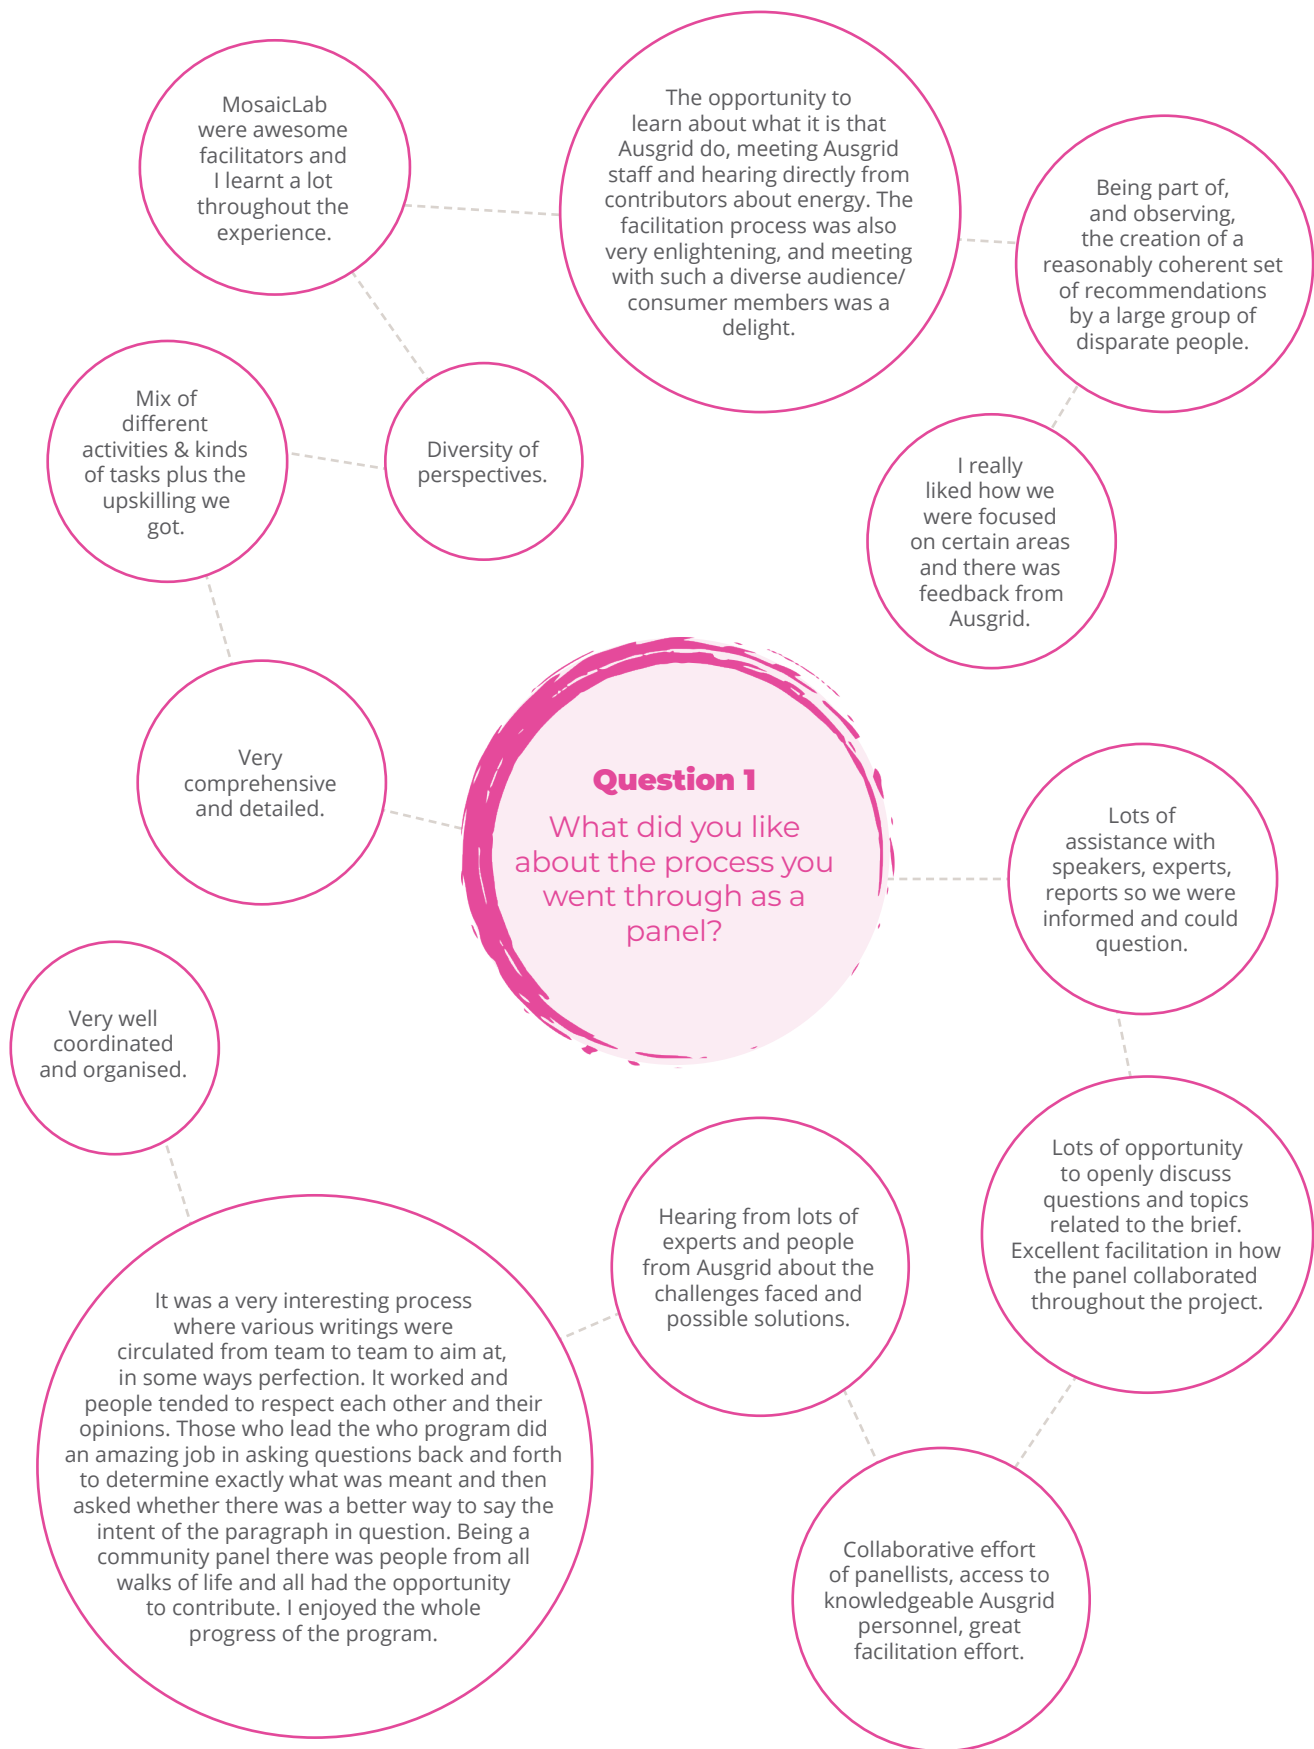 MosaicLab
were awesome
facilitators and
I learnt a lot
throughout the
experience.
The opportunity to
learn about what it is that
Ausgrid do, meeting Ausgrid
staff and hearing directly from
contributors about energy. The
facilitation process was also
very enlightening, and meeting
with such a diverse audience/
consumer members was a
delight.
Being part of,
and observing,
the creation of a
reasonably coherent set
of recommendations
by a large group of
disparate people.
Mix of
different
activities & kinds
of tasks plus the
upskilling we
got.
Diversity of
perspectives.
I really
liked how we
were focused
on certain areas
and there was
feedback from
Ausgrid.
Very
comprehensive
and detailed.
Question 1
What did you like
about the process you
went through as a
panel?
Lots of
assistance with
speakers, experts,
reports so we were
informed and could
question.
Very well
coordinated
and organised.
Lots of opportunity
to openly discuss
questions and topics
related to the brief.
Excellent facilitation in how
the panel collaborated
throughout the project.
Hearing from lots of
experts and people
from Ausgrid about the
challenges faced and
possible solutions.
It was a very interesting process
where various writings were
circulated from team to team to aim at,
in some ways perfection. It worked and
people tended to respect each other and their
opinions. Those who lead the who program did
an amazing job in asking questions back and forth
to determine exactly what was meant and then
asked whether there was a better way to say the
intent of the paragraph in question. Being a
community panel there was people from all
walks of life and all had the opportunity
to contribute. I enjoyed the whole
progress of the program.
Collaborative effort
of panellists, access to
knowledgeable Ausgrid
personnel, great
facilitation effort.